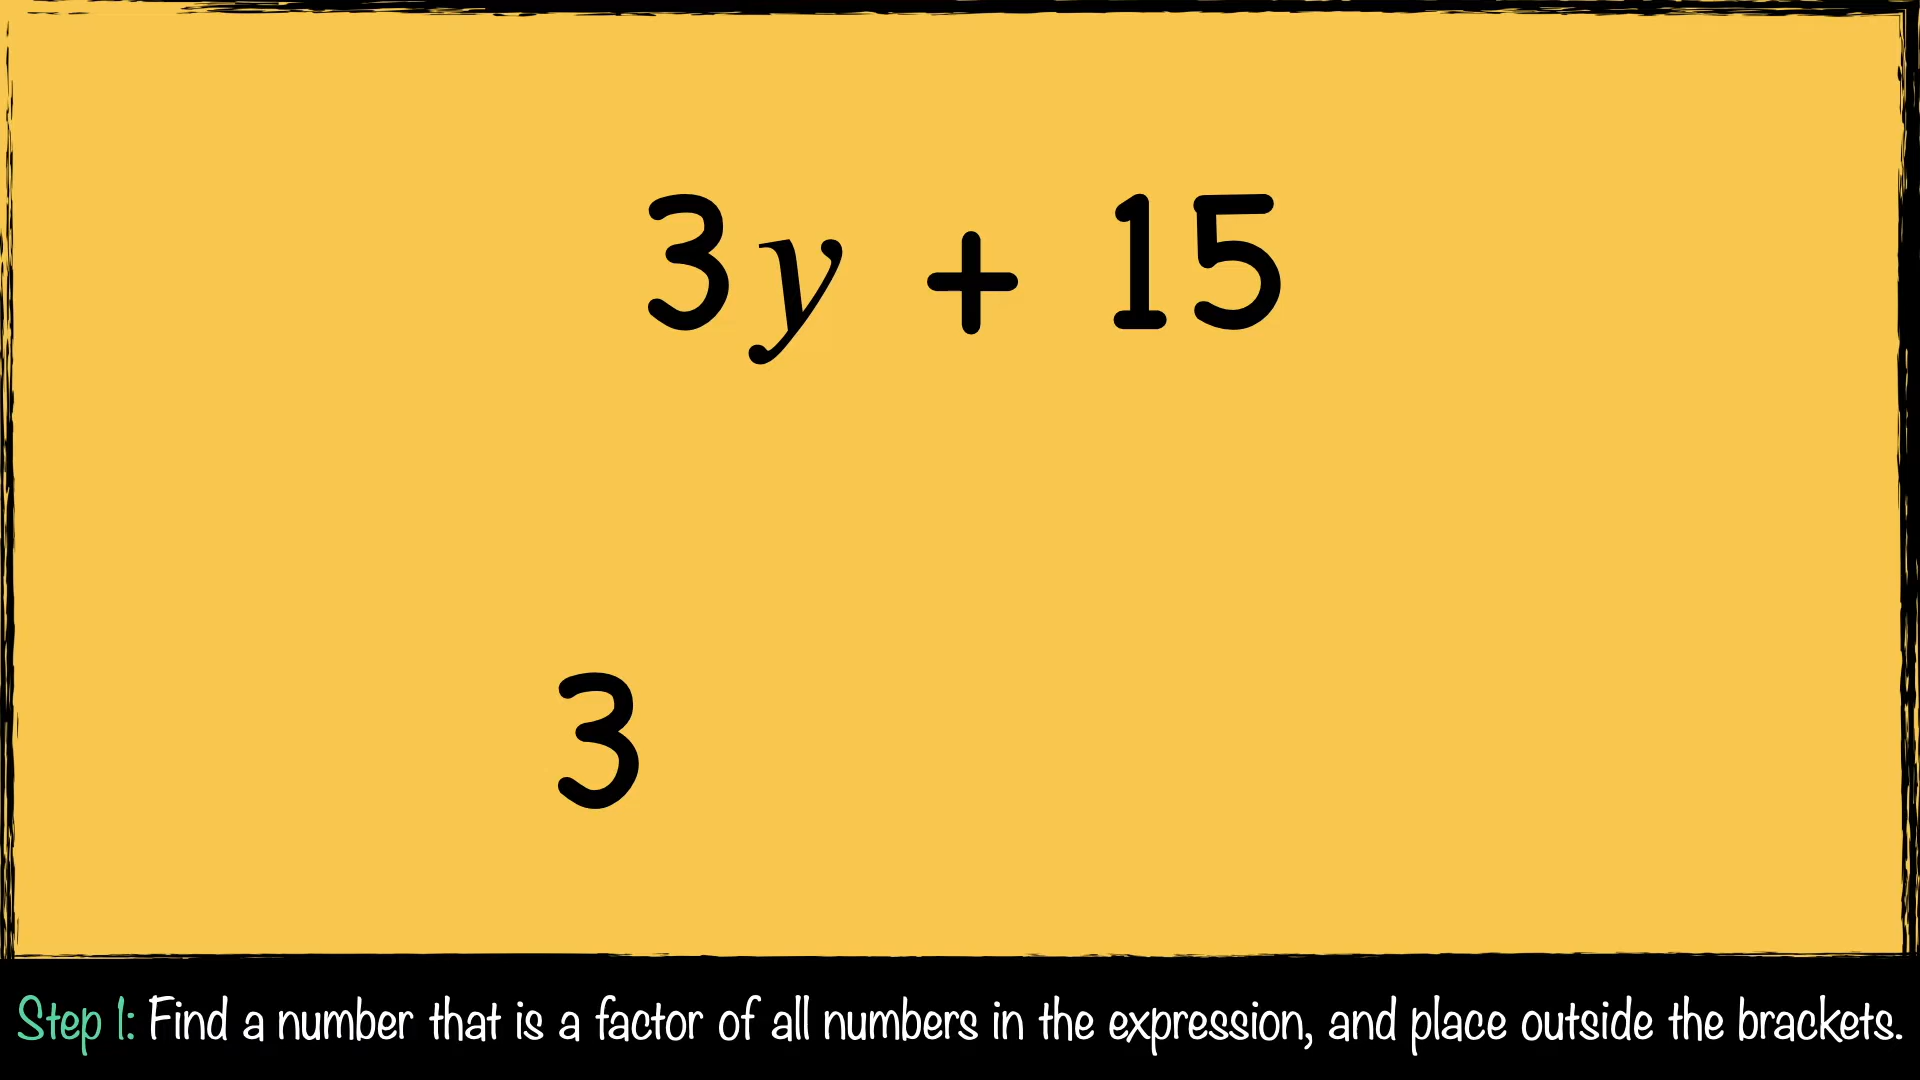 3y + 15
3
Step 1: Find a number that is a factor of all numbers in the expression, and place outside the brackets.